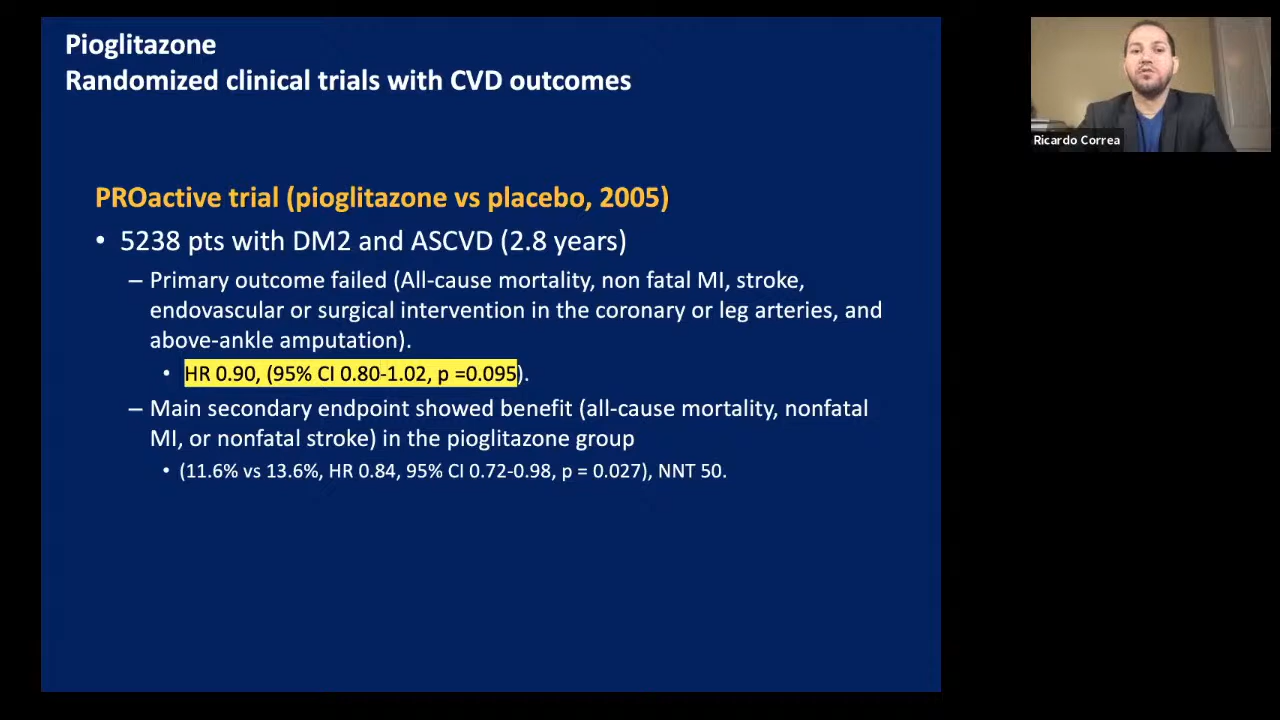 Pioglitazone
Randomized clinical trials with CVD outcomes
Ricardo Correa
PROactive trial (pioglitazone vs placebo, 2005)
• 5238 pts with DM2 and ASCVD (2.8 years)
– Primary outcome failed (All-cause mortality, non fatal MI, stroke,
endovascular or surgical intervention in the coronary or leg arteries, and
above-ankle amputation).
• HR 0.90, (95% CI 0.80-1.02, p =0.095).
– Main secondary endpoint showed benefit (all-cause mortality, nonfatal
MI, or nonfatal stroke) in the pioglitazone group
• (11.6% vs 13.6%, HR 0.84, 95% CI 0.72-0.98, p = 0.027), NNT 50.